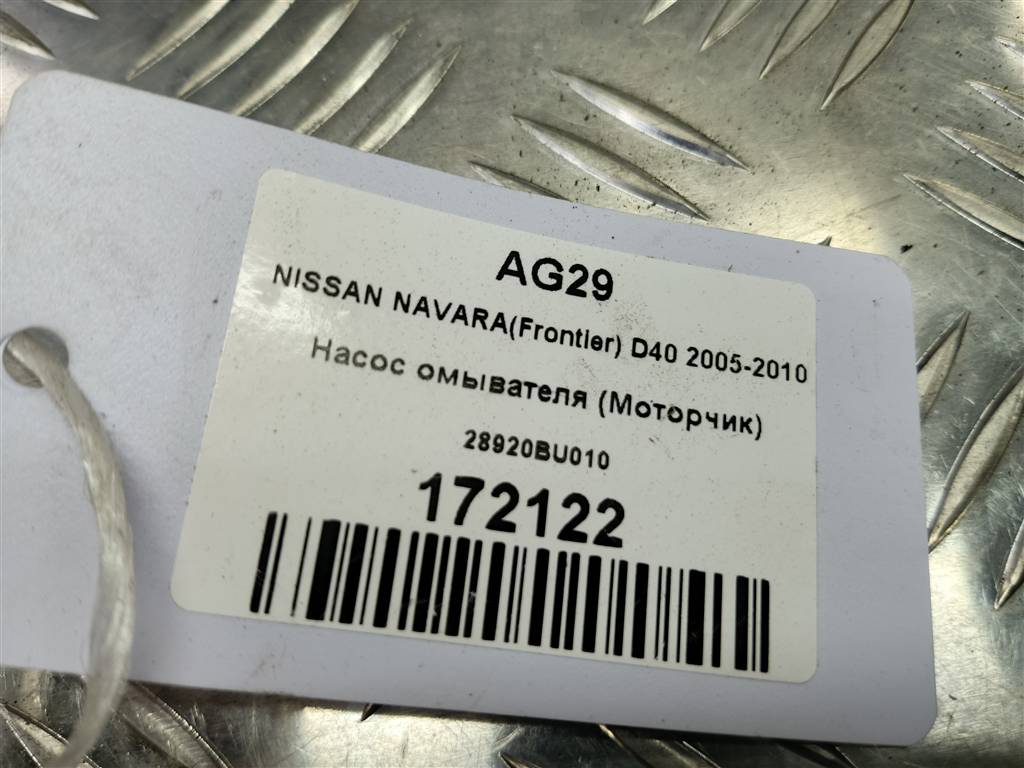 AG29
NISSAN NAVARA(Frontier) D40 2005-2010
Насос омывателя (Моторчик)
28920BU010
172122